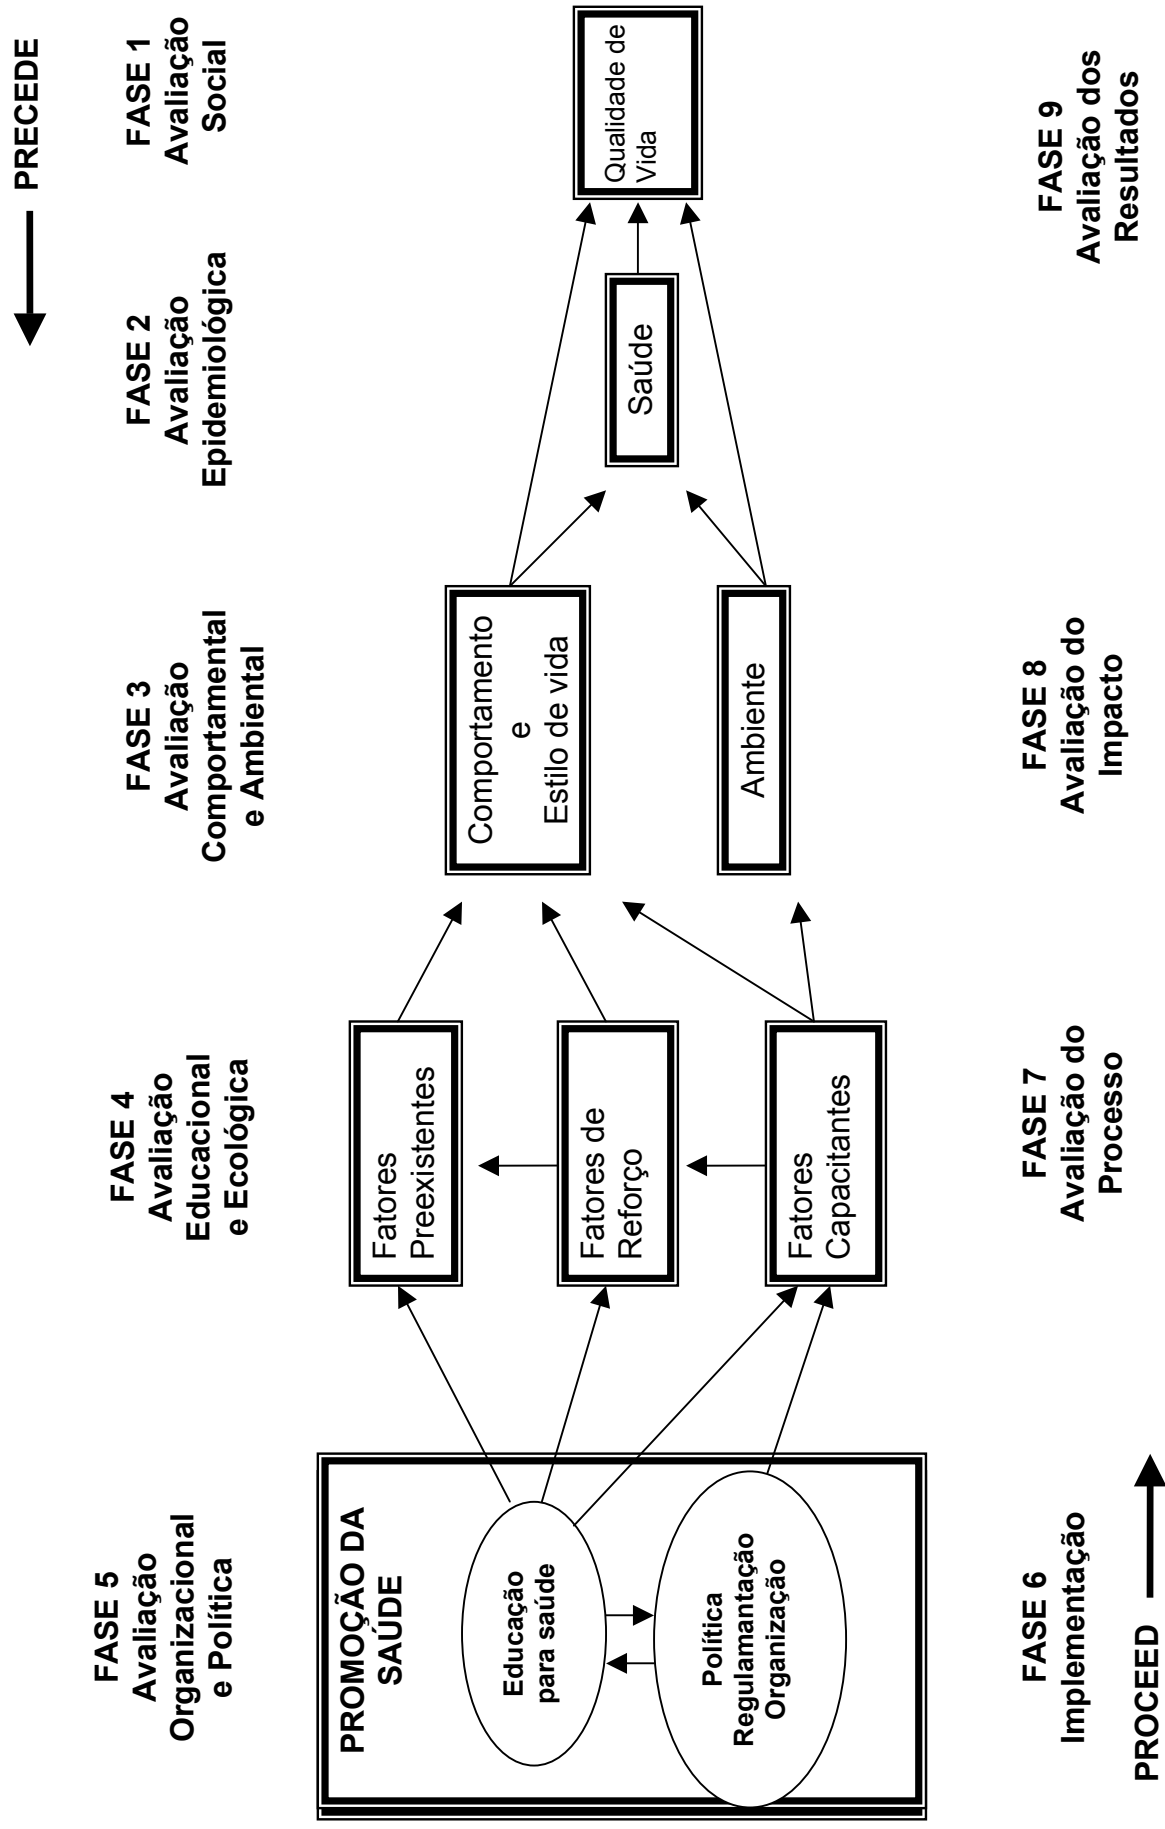 PRECEDE
FASE 5
Avaliação
Organizacional
e Política
FASE 4
Avaliação
Educacional
e Ecológica
FASE 3
Avaliação
Comportamental
e Ambiental
FASE 2
Avaliação
Epidemiológica
FASE 1
Avaliação
Social
PROMOÇÃO DA
SAÚDE
Educação
para saúde
Política
Regulamantação
Organização
Fatores
Preexistentes
Fatores de
Reforço
Fatores
Capacitantes
Comportamento
e
Estilo de vida
Ambiente
Saúde
Qualidade de
Vida
FASE 6
Implementação
FASE 7
Avaliação do
Processo
FASE 8
Avaliação do
Impacto
FASE 9
Avaliação dos
Resultados
PROCEED